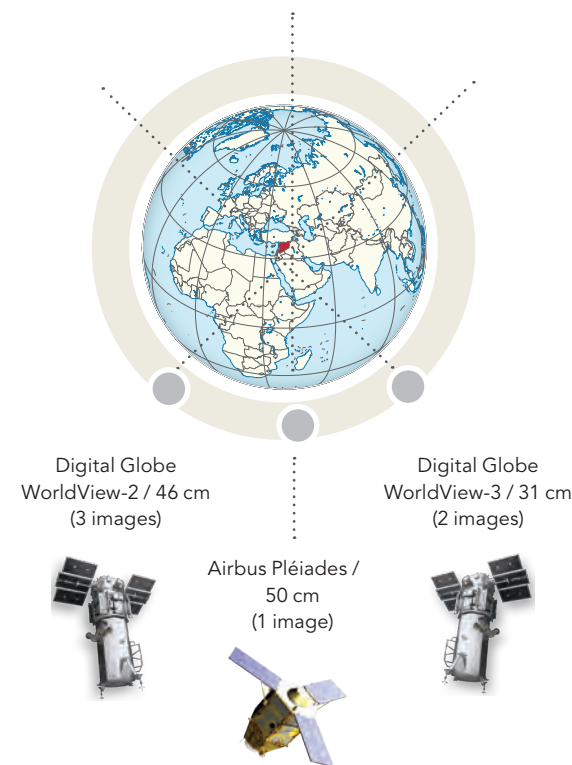 Digital Globe
WorldView-2 / 46 cm
(3 images)
Digital Globe
WorldView-3 / 31 cm
(2 images)
Airbus Pléiades /
50 cm
(1 image)